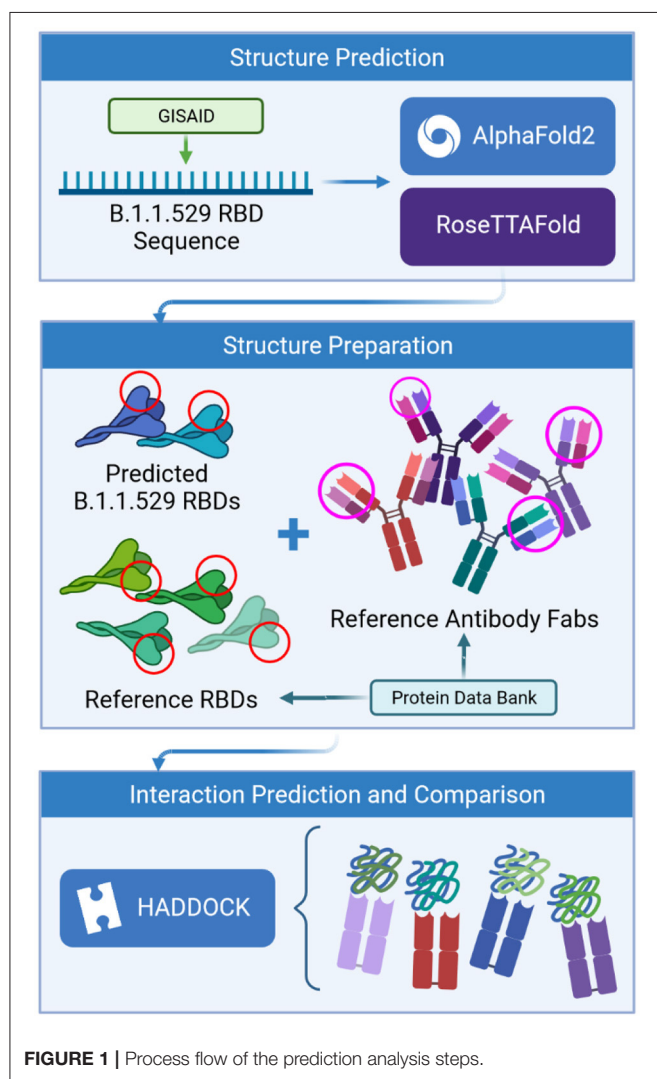 Structure Prediction
GISAID
B.1.1.529 RBD
Sequence
AlphaFold2
RoseTTAFold
Structure Preparation
Predicted
B.1.1.529 RBDs
+
Reference Antibody Fabs
Reference RBDs
Protein Data Bank
Interaction Prediction and Comparison
HADDOCK
FIGURE 1 | Process flow of the prediction analysis steps.